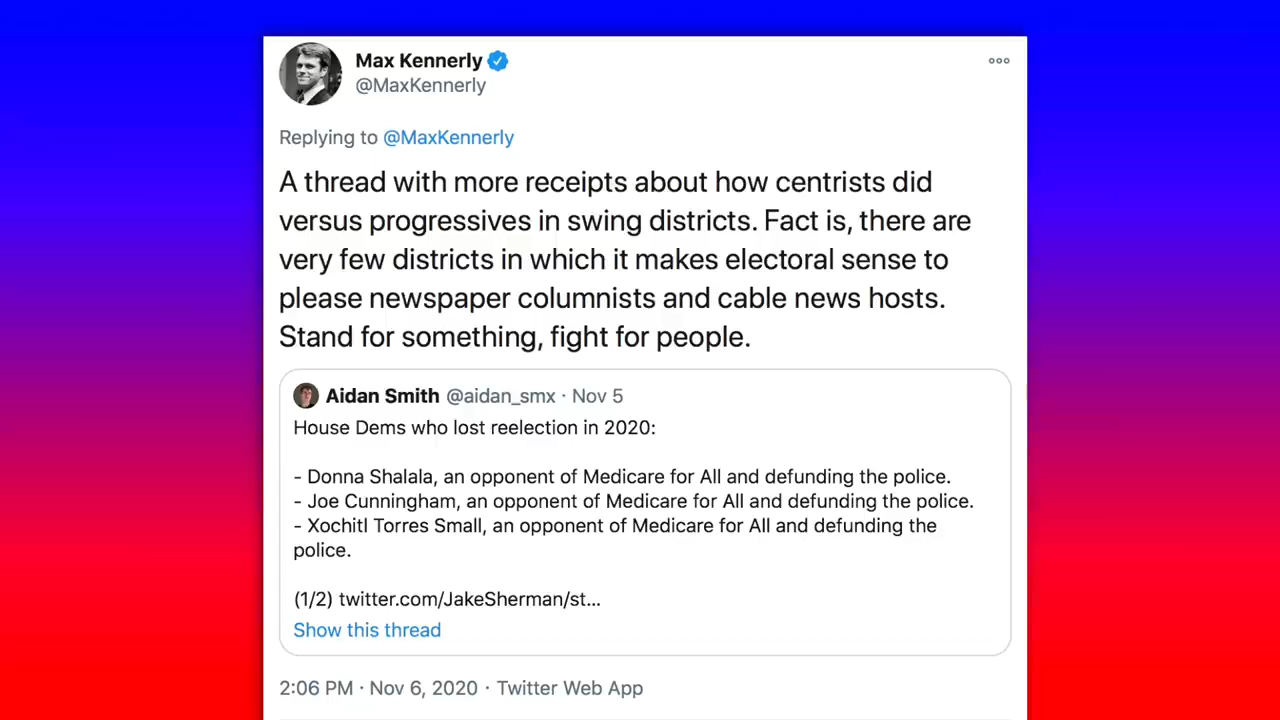 Max Kennerly
@MaxKennerly
Replying to @MaxKennerly
A thread with more receipts about how centrists did
versus progressives in swing districts. Fact is, there are
very few districts in which it makes electoral sense to
please newspaper columnists and cable news hosts.
Stand for something, fight for people.
Aidan Smith @aidan_smx · Nov 5
House Dems who lost reelection in 2020:
- Donna Shalala, an opponent of Medicare for All and defunding the police.
- Joe Cunningham, an opponent of Medicare for All and defunding the police.
- Xochitl Torres Small, an opponent of Medicare for All and defunding the
police.
(1/2) twitter.com/JakeSherman/st...
Show this thread
2:06 PM · Nov 6, 2020 · Twitter Web App